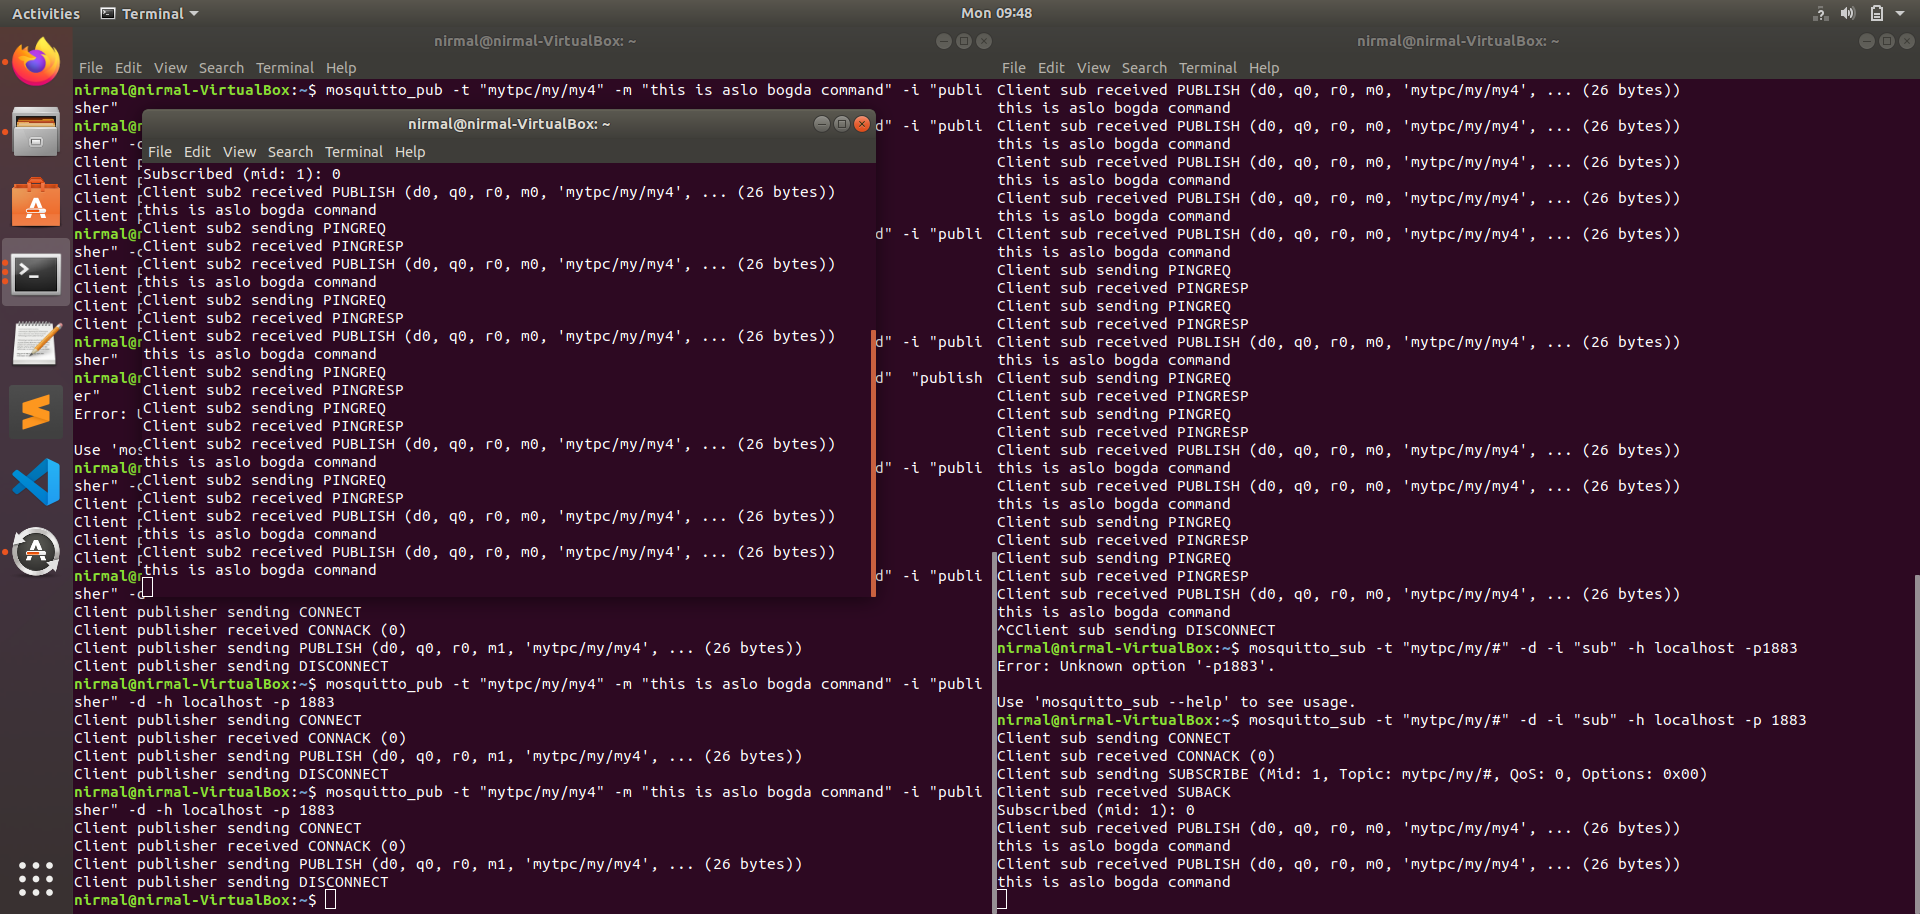 Activities
Terminal
Mon 09:48
nirmal@nirmal-VirtualBox: ~
File Edit View Search Terminal Help
nirmal@nirmal-VirtualBox:~$ mosquitto_pub -t "mytpc/my/my4" -m "this is aslo bogda command" -i "publi
sher"
nirmal@n
d" -i "publi
sher" -d
Client p
Client p
Client p
Client p
nirmal@n
d" -i "publi
sher" -d
Client p
Client p
Client p
Client p
nirmal@n
d" -i "publi
sher"
nirmal@n
d"  "publish
er"
Error: U
Use 'mos
nirmal@n
d" -i "publi
sher" -d
Client p
Client p
Client p
Client p
nirmal@n
d" -i "publi
sher" -d
Client publisher sending CONNECT
Client publisher received CONNACK (0)
Client publisher sending PUBLISH (d0, q0, r0, m1, 'mytpc/my/my4', ... (26 bytes))
Client publisher sending DISCONNECT
nirmal@nirmal-VirtualBox:~$ mosquitto_pub -t "mytpc/my/my4" -m "this is aslo bogda command" -i "publi
sher" -d -h localhost -p 1883
Client publisher sending CONNECT
Client publisher received CONNACK (0)
Client publisher sending PUBLISH (d0, q0, r0, m1, 'mytpc/my/my4', ... (26 bytes))
Client publisher sending DISCONNECT
nirmal@nirmal-VirtualBox:~$ mosquitto_pub -t "mytpc/my/my4" -m "this is aslo bogda command" -i "publi
sher" -d -h localhost -p 1883
Client publisher sending CONNECT
Client publisher received CONNACK (0)
Client publisher sending PUBLISH (d0, q0, r0, m1, 'mytpc/my/my4', ... (26 bytes))
Client publisher sending DISCONNECT
nirmal@nirmal-VirtualBox:~$
nirmal@nirmal-VirtualBox: ~
File Edit View Search Terminal Help
Subscribed (mid: 1): 0
Client sub2 received PUBLISH (d0, q0, r0, m0, 'mytpc/my/my4', ... (26 bytes))
this is aslo bogda command
Client sub2 sending PINGREQ
Client sub2 received PINGRESP
Client sub2 received PUBLISH (d0, q0, r0, m0, 'mytpc/my/my4', ... (26 bytes))
this is aslo bogda command
Client sub2 sending PINGREQ
Client sub2 received PINGRESP
Client sub2 received PUBLISH (d0, q0, r0, m0, 'mytpc/my/my4', ... (26 bytes))
this is aslo bogda command
Client sub2 sending PINGREQ
Client sub2 received PINGRESP
Client sub2 sending PINGREQ
Client sub2 received PINGRESP
Client sub2 received PUBLISH (d0, q0, r0, m0, 'mytpc/my/my4', ... (26 bytes))
this is aslo bogda command
Client sub2 sending PINGREQ
Client sub2 received PINGRESP
Client sub2 received PUBLISH (d0, q0, r0, m0, 'mytpc/my/my4', ... (26 bytes))
this is aslo bogda command
Client sub2 received PUBLISH (d0, q0, r0, m0, 'mytpc/my/my4', ... (26 bytes))
this is aslo bogda command
nirmal@nirmal-VirtualBox: ~
File Edit View Search Terminal Help
Client sub received PUBLISH (d0, q0, r0, m0, 'mytpc/my/my4', ... (26 bytes))
this is aslo bogda command
Client sub received PUBLISH (d0, q0, r0, m0, 'mytpc/my/my4', ... (26 bytes))
this is aslo bogda command
Client sub received PUBLISH (d0, q0, r0, m0, 'mytpc/my/my4', ... (26 bytes))
this is aslo bogda command
Client sub received PUBLISH (d0, q0, r0, m0, 'mytpc/my/my4', ... (26 bytes))
this is aslo bogda command
Client sub received PUBLISH (d0, q0, r0, m0, 'mytpc/my/my4', ... (26 bytes))
this is aslo bogda command
Client sub sending PINGREQ
Client sub received PINGRESP
Client sub sending PINGREQ
Client sub received PINGRESP
Client sub received PUBLISH (d0, q0, r0, m0, 'mytpc/my/my4', ... (26 bytes))
this is aslo bogda command
Client sub sending PINGREQ
Client sub received PINGRESP
Client sub sending PINGREQ
Client sub received PINGRESP
Client sub received PUBLISH (d0, q0, r0, m0, 'mytpc/my/my4', ... (26 bytes))
this is aslo bogda command
Client sub received PUBLISH (d0, q0, r0, m0, 'mytpc/my/my4', ... (26 bytes))
this is aslo bogda command
Client sub sending PINGREQ
Client sub received PINGRESP
Client sub sending PINGREQ
Client sub received PINGRESP
Client sub received PUBLISH (d0, q0, r0, m0, 'mytpc/my/my4', ... (26 bytes))
this is aslo bogda command
^CClient sub sending DISCONNECT
nirmal@nirmal-VirtualBox:~$ mosquitto_sub -t "mytpc/my/#" -d -i "sub" -h localhost -p1883
Error: Unknown option '-p1883'.
Use 'mosquitto_sub --help' to see usage.
nirmal@nirmal-VirtualBox:~$ mosquitto_sub -t "mytpc/my/#" -d -i "sub" -h localhost -p 1883
Client sub sending CONNECT
Client sub received CONNACK (0)
Client sub sending SUBSCRIBE (Mid: 1, Topic: mytpc/my/#, QoS: 0, Options: 0x00)
Client sub received SUBACK
Subscribed (mid: 1): 0
Client sub received PUBLISH (d0, q0, r0, m0, 'mytpc/my/my4', ... (26 bytes))
this is aslo bogda command
Client sub received PUBLISH (d0, q0, r0, m0, 'mytpc/my/my4', ... (26 bytes))
this is aslo bogda command